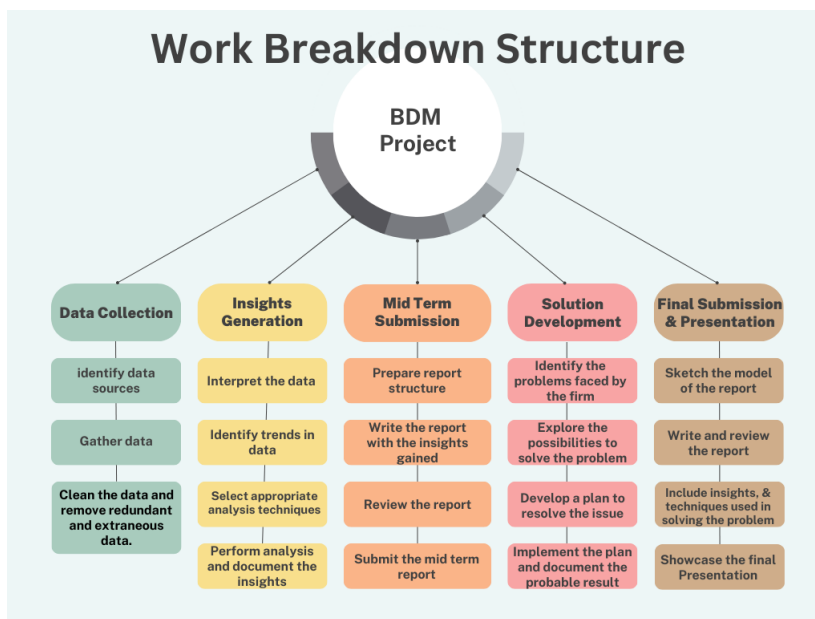 Work Breakdown Structure
BDM
Project
Data Collection
identify data
sources
Gather data
Clean the data and
remove redundant
and extraneous
data.
Insights
Generation
Interpret the data
Identify trends in
data
Select appropriate
analysis techniques
Perform analysis
and document the
insights
Mid Term
Submission
Prepare report
structure
Write the report
with the insights
gained
Review the report
Submit the mid term
report
Solution
Development
Identify the
problems faced by
the firm
Explore the
possibilities to
solve the problem
Develop a plan to
resolve the issue
Implement the plan
and document the
probable result
Final Submission
& Presentation
Sketch the model
of the report
Write and review
the report
Include insights, &
techniques used in
solving the problem
Showcase the final
Presentation